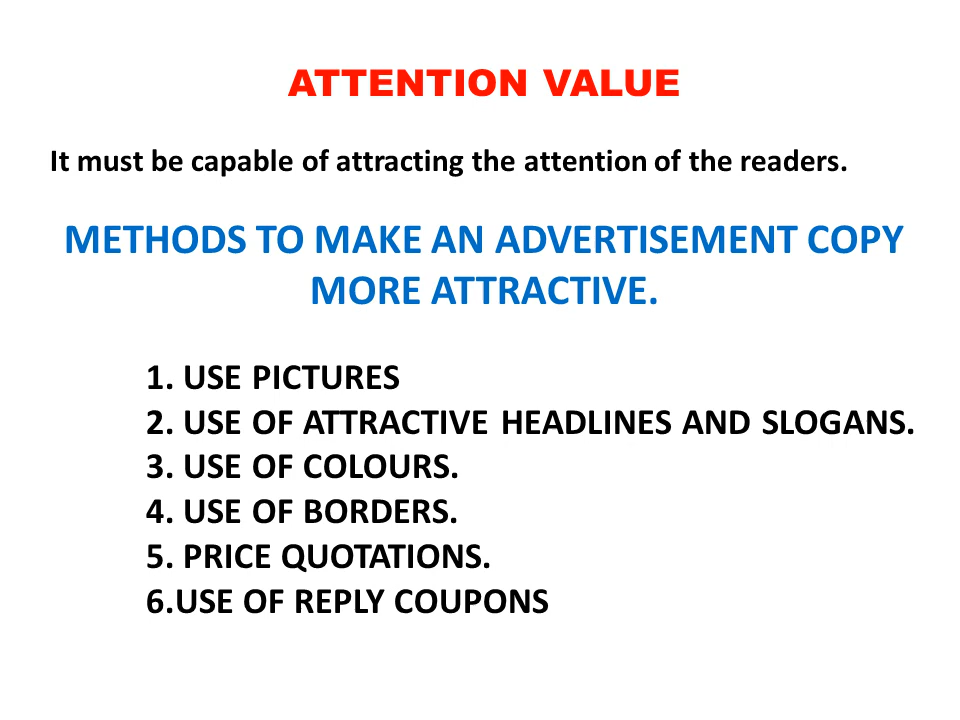 ATTENTION VALUE
It must be capable of attracting the attention of the readers.
METHODS TO MAKE AN ADVERTISEMENT COPY
MORE ATTRACTIVE.
1. USE PICTURES
2. USE OF ATTRACTIVE HEADLINES AND SLOGANS.
3. USE OF COLOURS.
4. USE OF BORDERS.
5. PRICE QUOTATIONS.
6.USE OF REPLY COUPONS